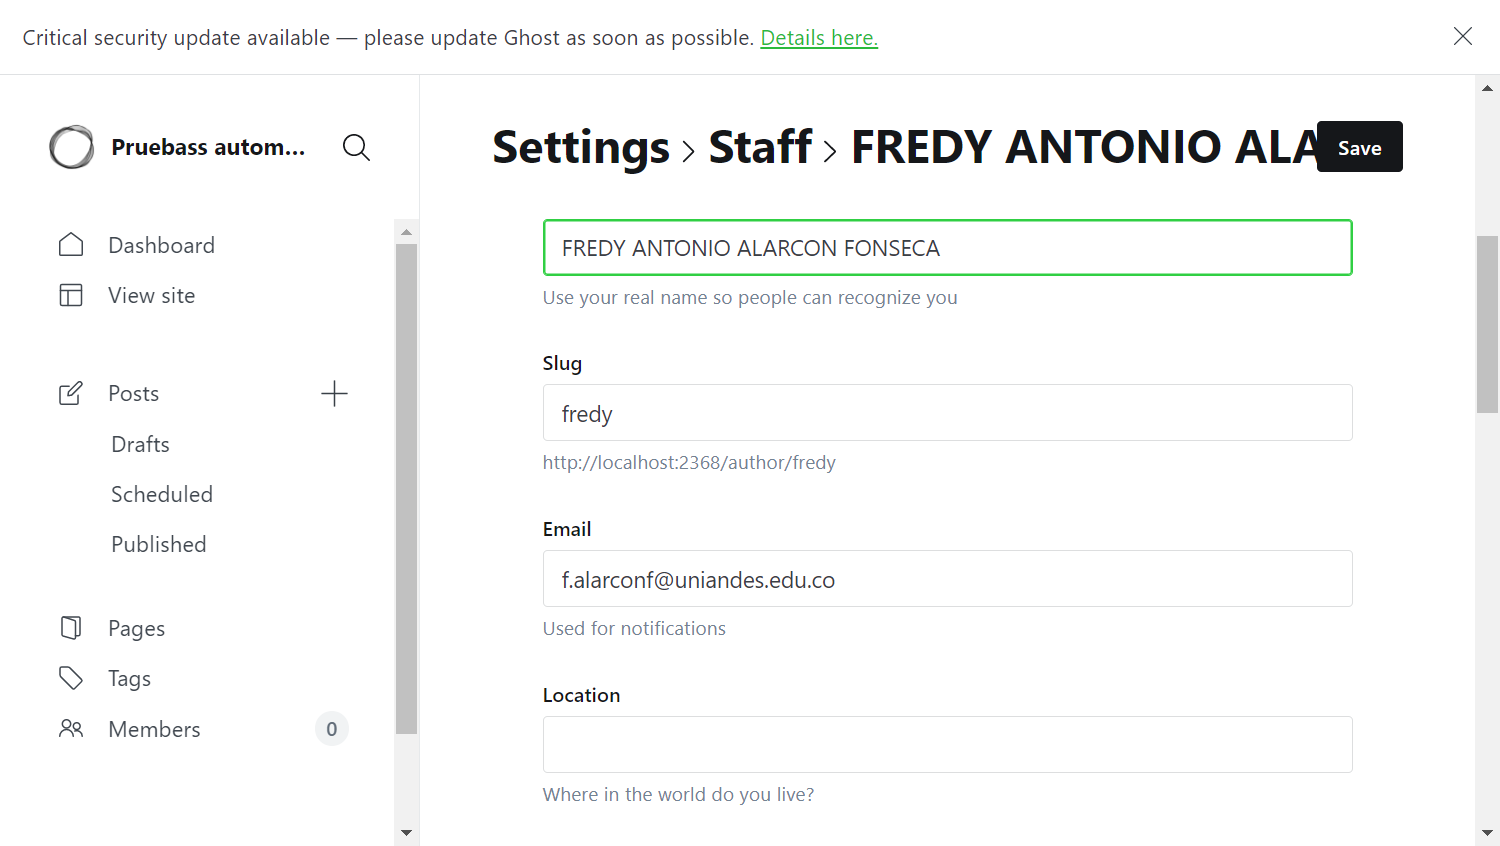 Critical security update available — please update Ghost as soon as possible. Details here.
Pruebass autom...
Dashboard
View site
Posts
Drafts
Scheduled
Published
Pages
Tags
Members 0
Settings > Staff > FREDY ANTONIO ALA
Save
FREDY ANTONIO ALARCON FONSECA
Use your real name so people can recognize you
Slug
fredy
http://localhost:2368/author/fredy
Email
f.alarconf@uniandes.edu.co
Used for notifications
Location
Where in the world do you live?